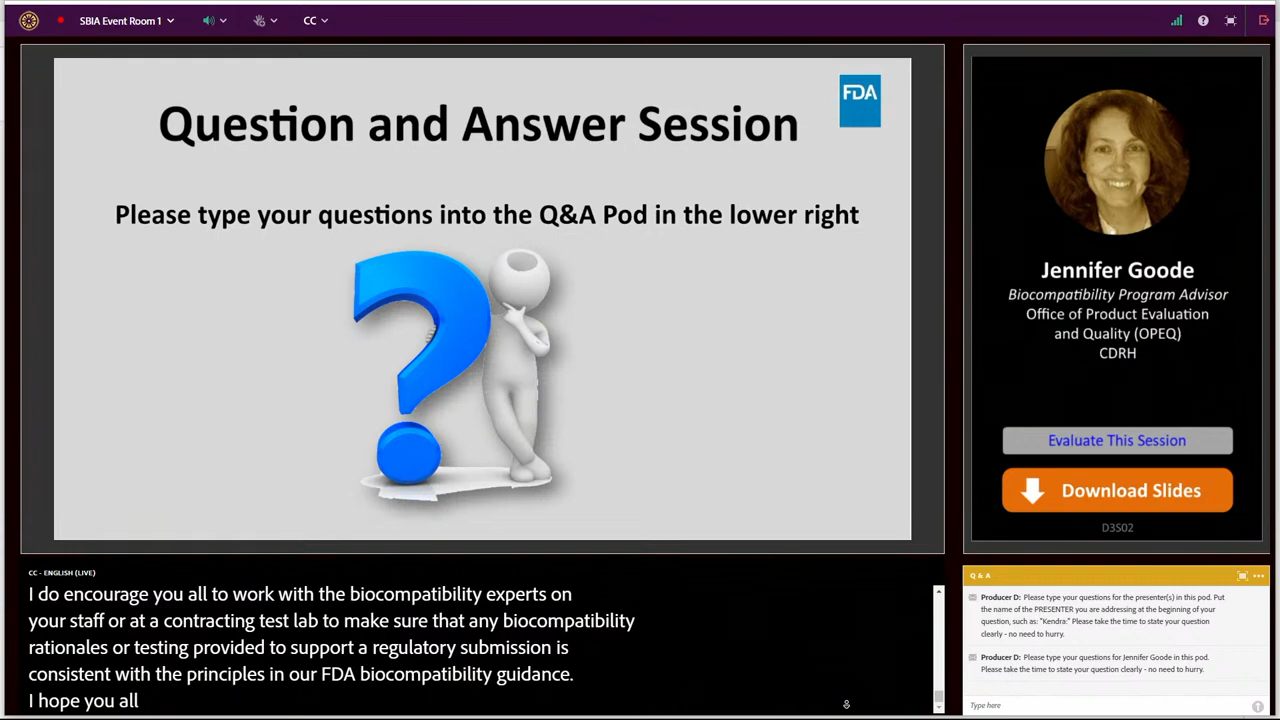 SBIA Event Room 1
CC
Question and Answer Session
FDA
Please type your questions into the Q&A Pod in the lower right
Jennifer Goode
Biocompatibility Program Advisor
Office of Product Evaluation
and Quality (OPEQ)
CDRH
Evaluate This Session
Download Slides
D3S02
CC - ENGLISH (LIVE)
I do encourage you all to work with the biocompatibility experts on
your staff or at a contracting test lab to make sure that any biocompatibility
rationales or testing provided to support a regulatory submission is
consistent with the principles in our FDA biocompatibility guidance.
I hope you all
Q & A
Producer D: Please type your questions for the presenter(s) in this pod. Put
the name of the PRESENTER you are addressing at the beginning of your
question, such as: "Kendra:" Please take the time to state your question
clearly - no need to hurry.
Producer D: Please type your questions for Jennifer Goode in this pod.
Please take the time to state your question clearly - no need to hurry.
Type here